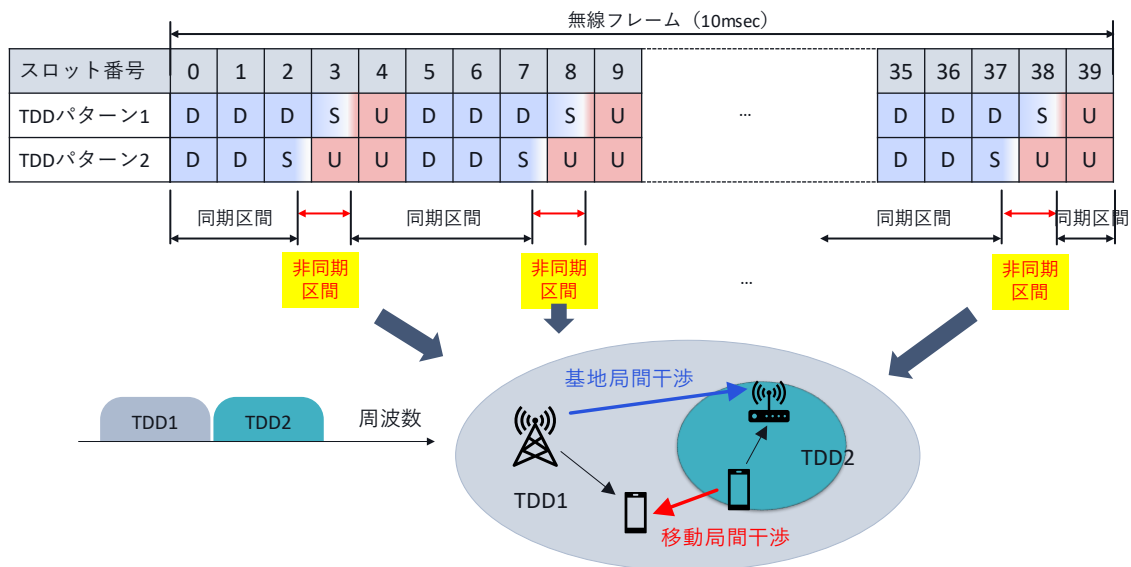 無線フレーム（10msec）
スロット番号 0 1 2 3 4 5 6 7 8 9 35 36 37 38 39
TDDパターン1 D D D S U D D D S U ... D D D S U
TDDパターン2 D D S U U D D S U U D D S U U
同期区間 同期区間 同期区間 同期区間
非同期
区間
非同期
区間
...
非同期
区間
基地局間干渉
TDD1 TDD2 周波数
TDD2
TDD1
移動局間干渉